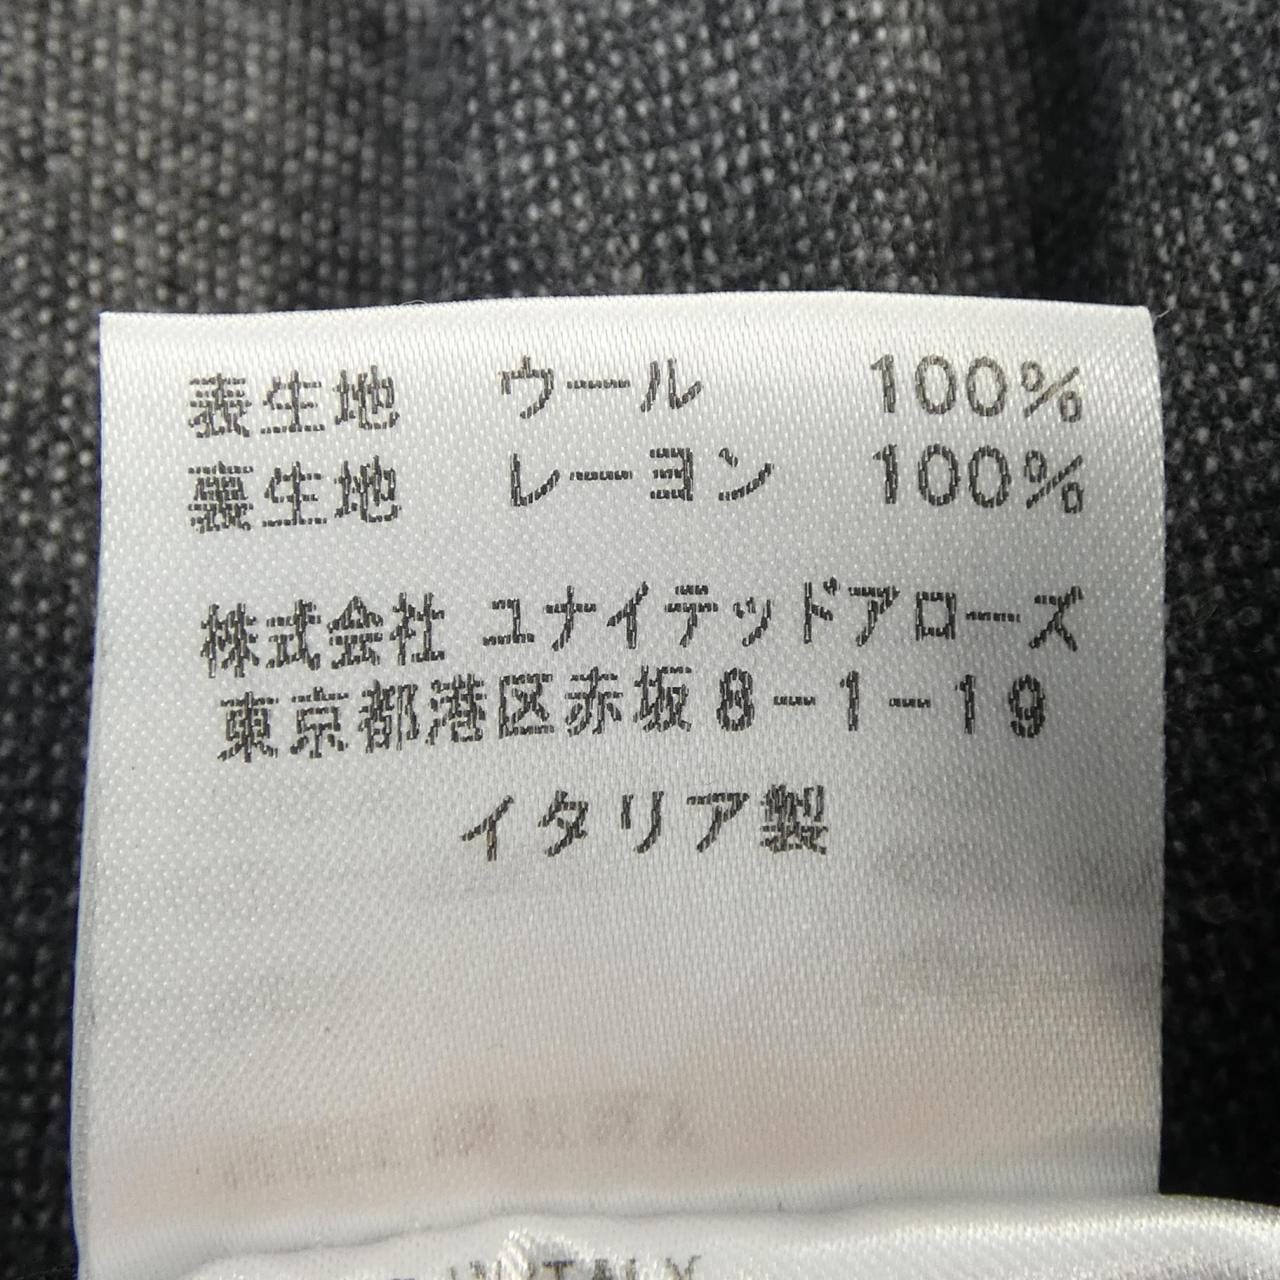 表生地 ウール 100%
裏生地 レーヨン 100%
株式会社 ユナイテッドアローズ
東京都港区赤坂8-1-19
イタリア製
IN ITALY